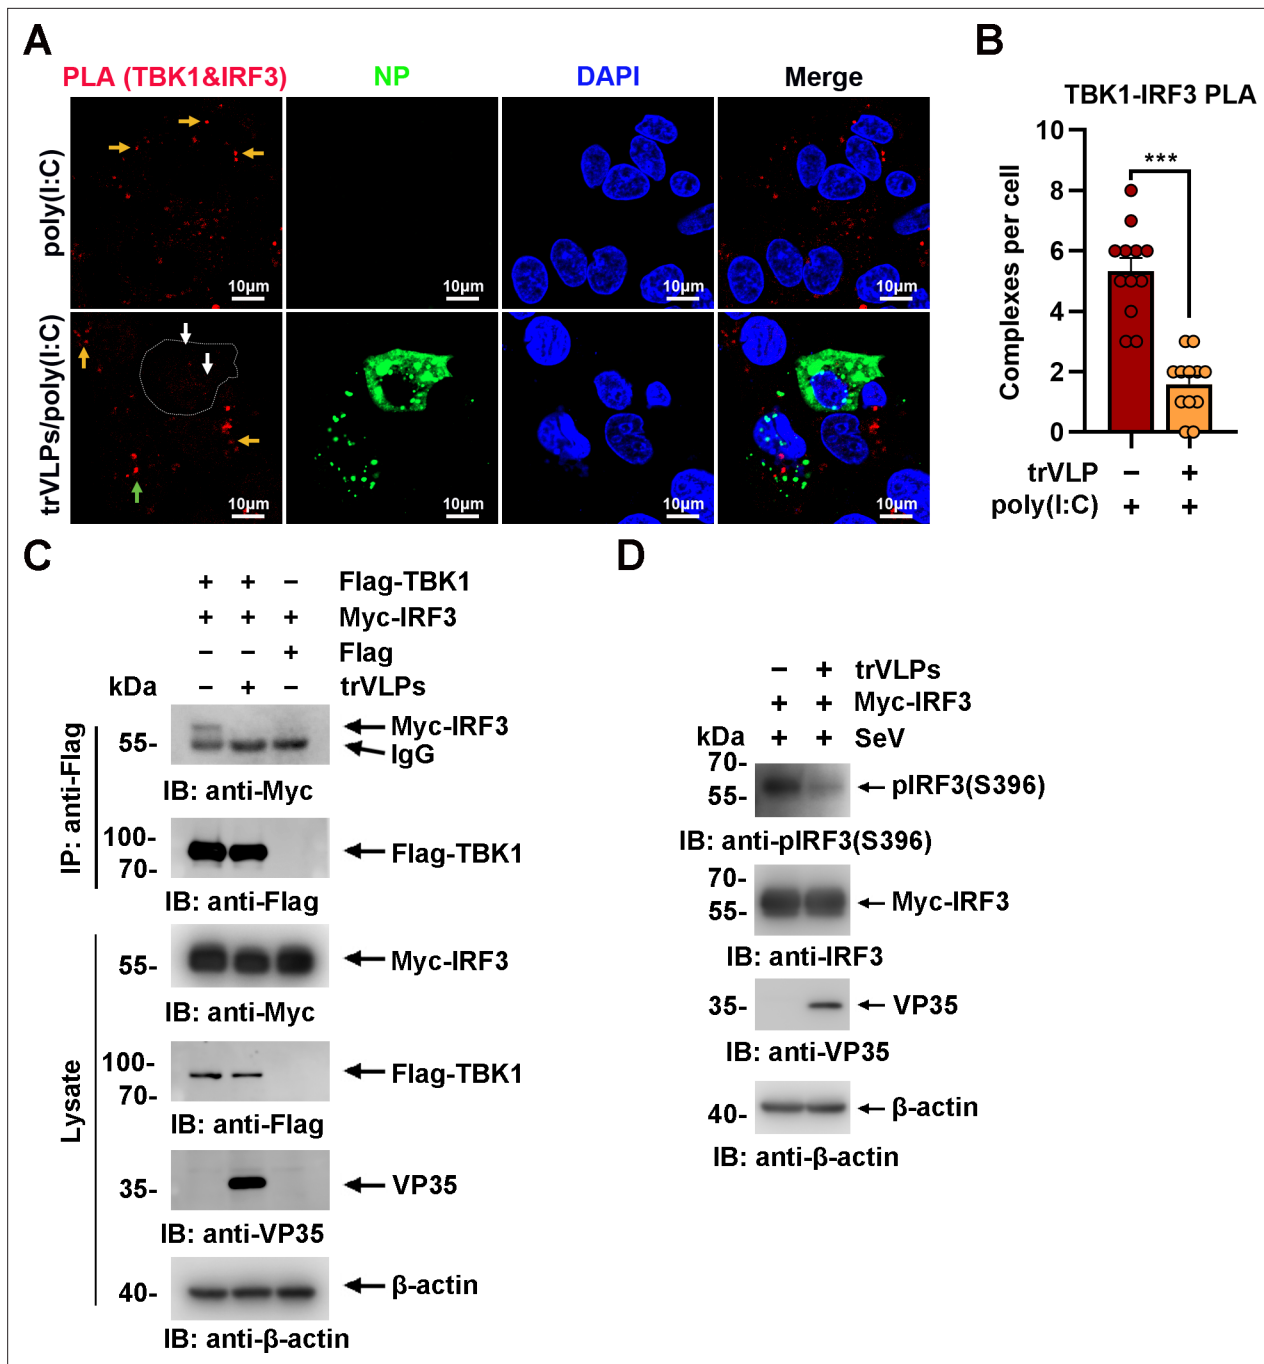 A
PLA (TBK1&IRF3) NP DAPI Merge
poly(I:C)
10μm 10μm 10μm 10μm
trVLPs/poly(I:C)
10μm 10μm 10μm 10μm
B
TBK1-IRF3 PLA
Complexes per cell
10
8
6
4
2
0
***
trVLP − +
poly(I:C) + +
C
+ + − Flag-TBK1
+ + + Myc-IRF3
− − + Flag
kDa − + − trVLPs
IP: anti-Flag
Myc-IRF3
55- IgG
IB: anti-Myc
100-
70- Flag-TBK1
IB: anti-Flag
Lysate
55- Myc-IRF3
IB: anti-Myc
100-
70- Flag-TBK1
IB: anti-Flag
35- VP35
IB: anti-VP35
40- β-actin
IB: anti-β-actin
D
− + trVLPs
+ + Myc-IRF3
kDa + + SeV
70-
55- pIRF3(S396)
IB: anti-pIRF3(S396)
70-
55- Myc-IRF3
IB: anti-IRF3
35- VP35
IB: anti-VP35
40- β-actin
IB: anti-β-actin